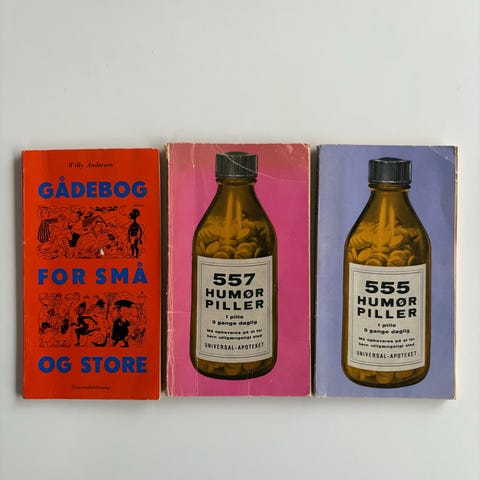 Willy Andersen
GÅDEBOG
FOR SMÅ
OG STORE
Universalbiblioteket
557
HUMØR
PILLER
1 pille
3 gange daglig
Må opbevares på et for
børn utilgængeligt sted
UNIVERSAL-APOTEKET
555
HUMØR
PILLER
1 pille
3 gange daglig
Må opbevares på et for
børn utilgængeligt sted
UNIVERSAL-APOTEKET